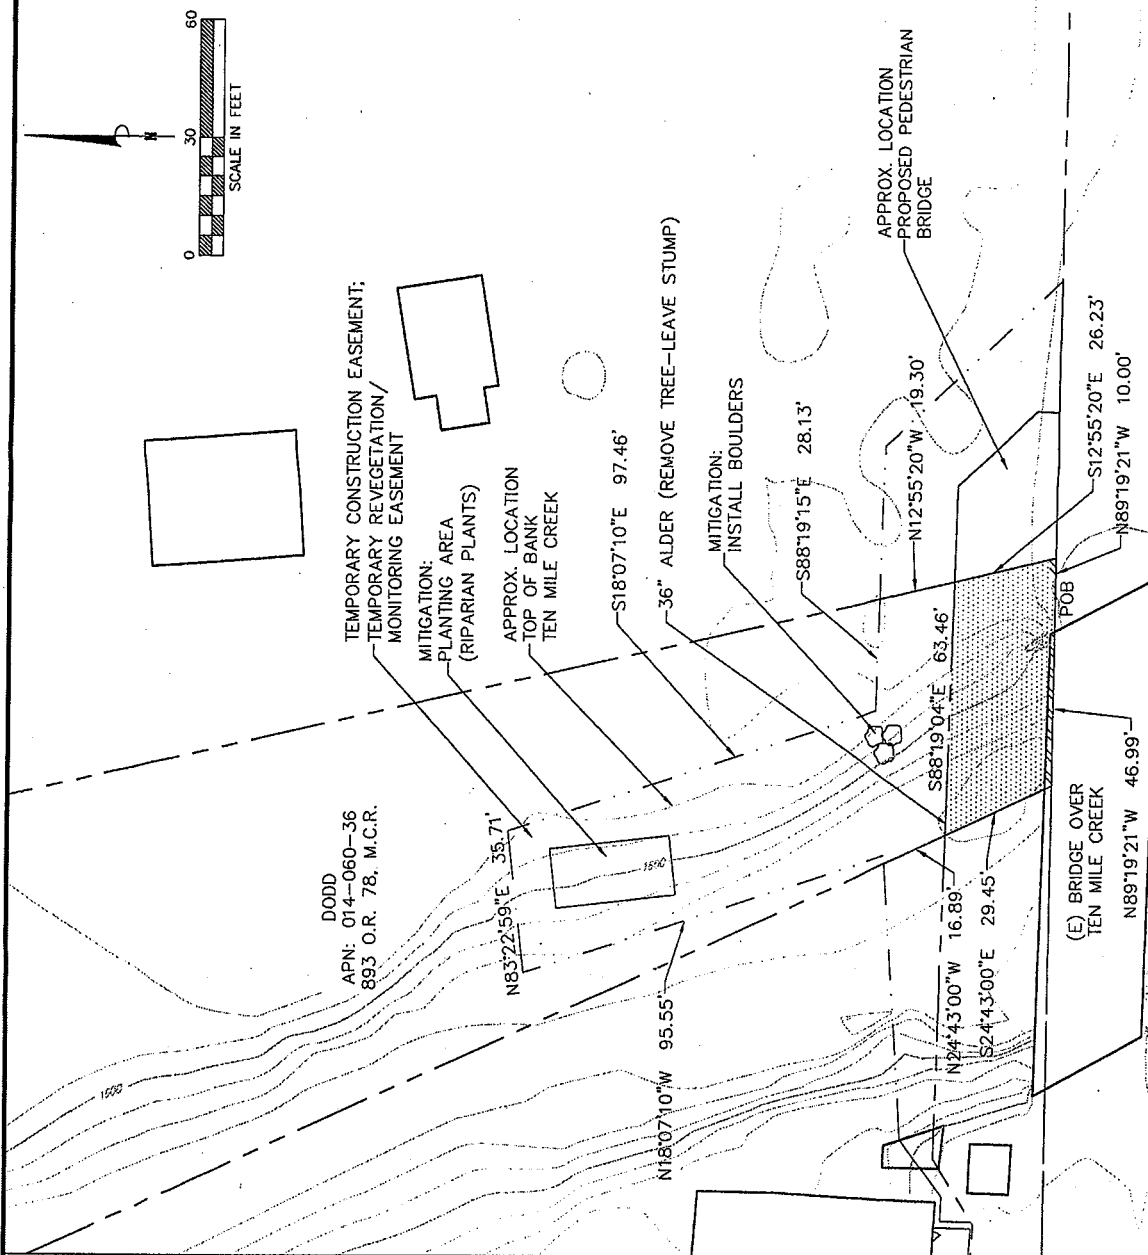 60
30
0
SCALE IN FEET
N
TEMPORARY CONSTRUCTION EASEMENT;
TEMPORARY REVEGETATION/
MONITORING EASEMENT
MITIGATION:
PLANTING AREA
(RIPARIAN PLANTS)
APPROX. LOCATION
TOP OF BANK
TEN MILE CREEK
S18°07'10"E 97.46'
36" ALDER (REMOVE TREE-LEAVE STUMP)
MITIGATION:
INSTALL BOULDERS
S88°19'15"E 28.13'
N12°55'20"W 19.30'
APPROX. LOCATION
PROPOSED PEDESTRIAN
BRIDGE
DODD
APN: 014-060-36
893 O.R. 78, M.C.R.
N83°22'59"E 35.71'
1600
1590
N18°07'10"W 95.55'
S88°19'04"E 63.46'
N24°43'00"W 16.89'
S24°43'00"E 29.45'
S12°55'20"E 26.23'
N89°19'21"W 10.00'
POB
(E) BRIDGE OVER
TEN MILE CREEK
N89°19'21"W 46.99'